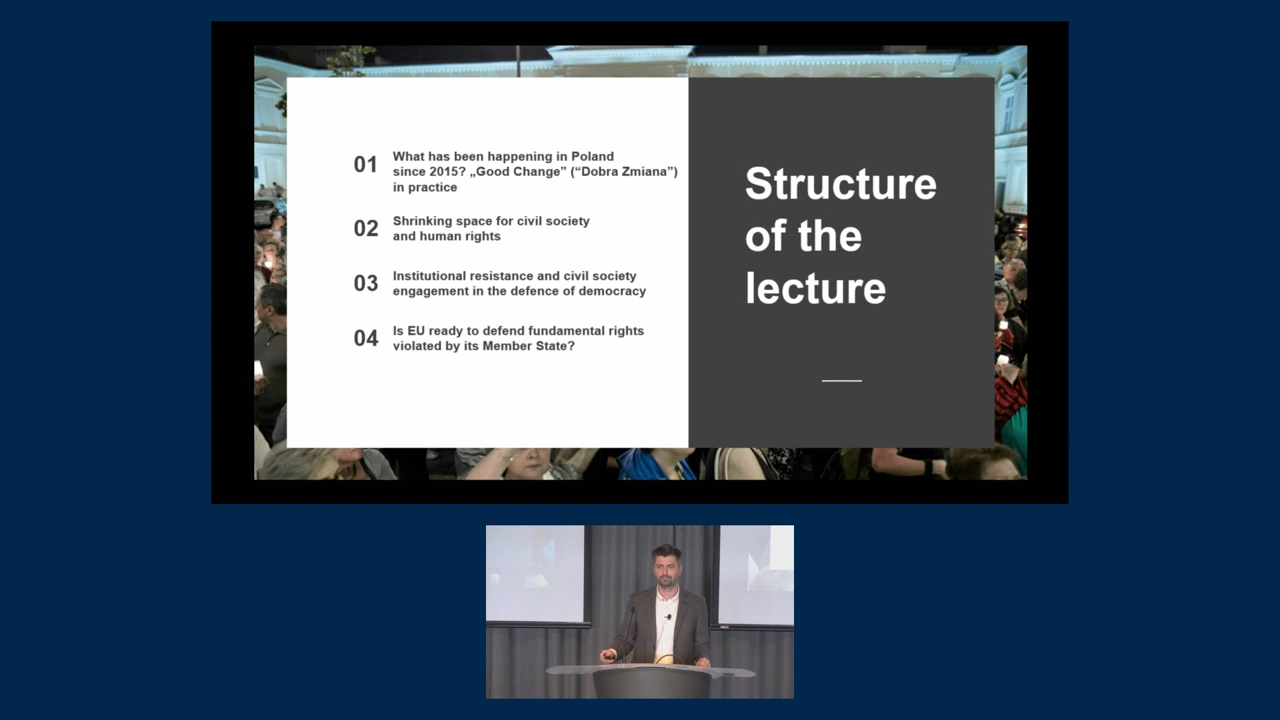 01
What has been happening in Poland
since 2015? „Good Change” (“Dobra Zmiana”)
in practice
02
Shrinking space for civil society
and human rights
03
Institutional resistance and civil society
engagement in the defence of democracy
04
Is EU ready to defend fundamental rights
violated by its Member State?
Structure
of the
lecture